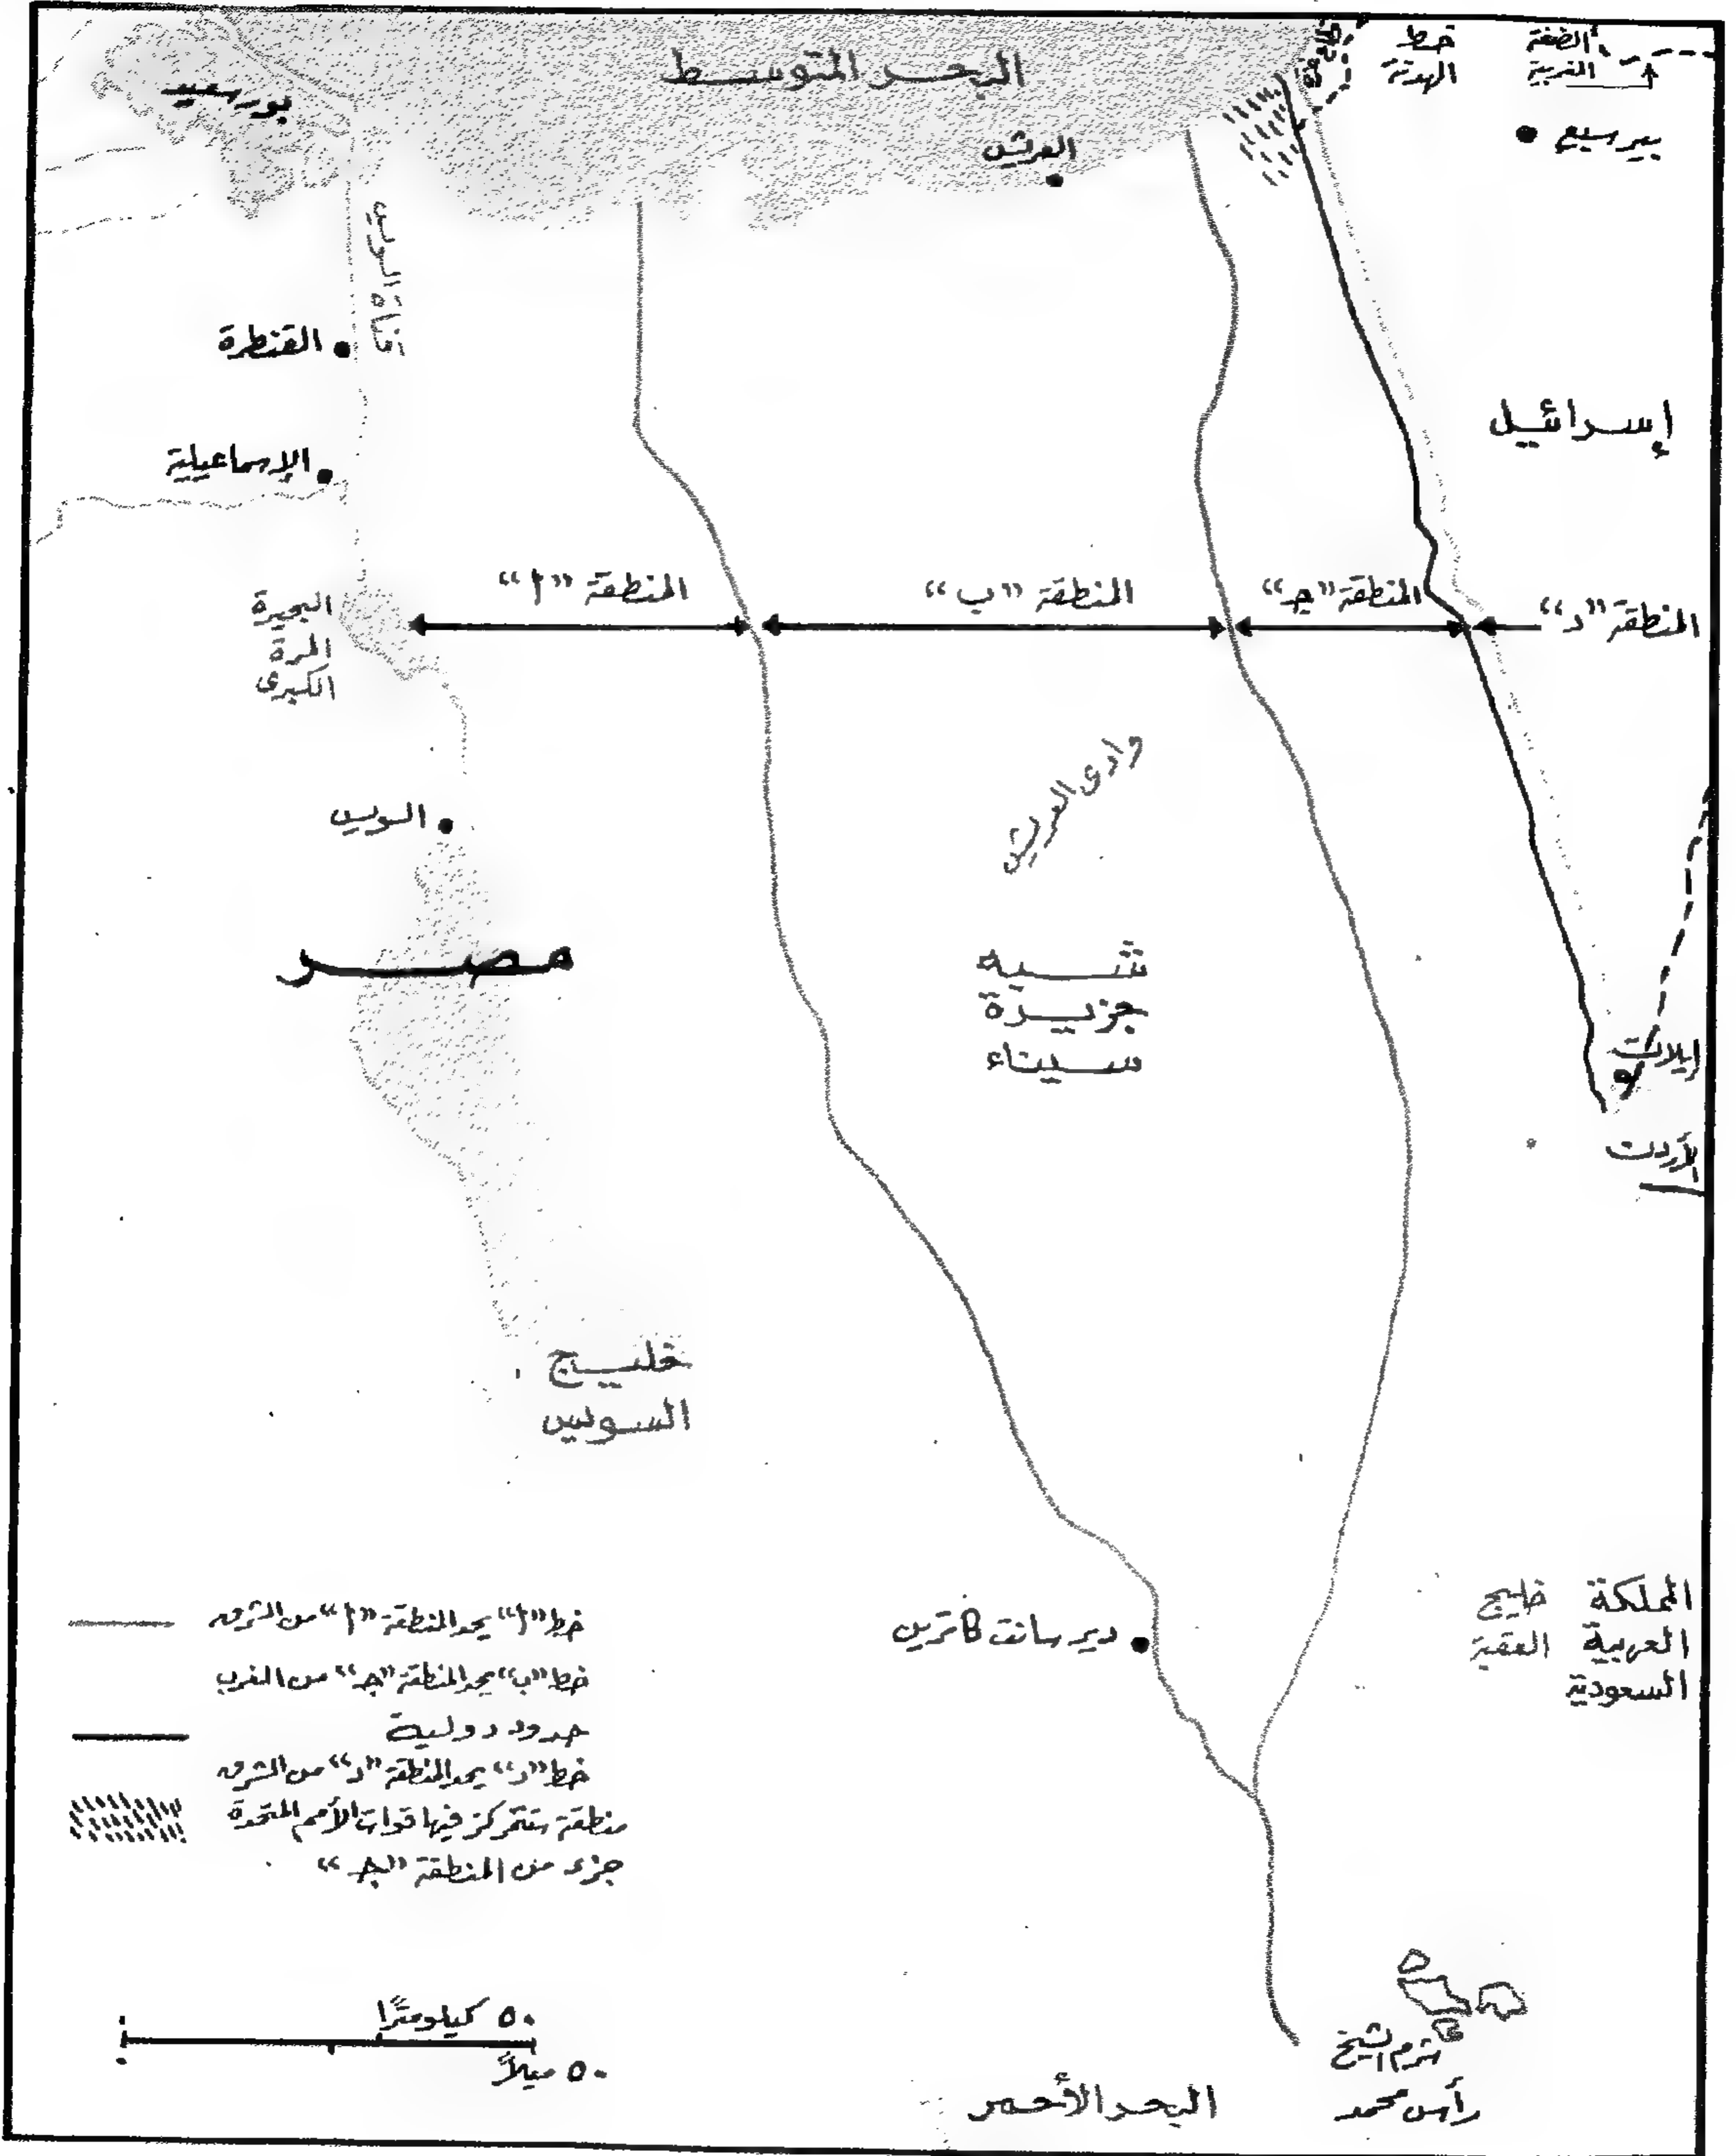 البحر المتوسط
بورسعيد
خط
الهدنة
الضفة
الغربية
بير سبع
العريش
قناة السويس
القنطرة
إسرائيل
الإسماعيلية
المنطقة "أ"
المنطقة "ب"
المنطقة "جـ"
المنطقة "د"
البحيرة
المرة
الكبرى
وادى العريش
السويس
مصر
شبه
جزيرة
سيناء
إيلات
الأردن
خليج
السويس
دير سانت كاترين
خليج
العقبة
المملكة
العربية
السعودية
خط "أ" يحد المنطقة "أ" من الشرق
خط "ب" يحد المنطقة "جـ" من الغرب
حدود دولية
خط "د" يحد المنطقة "د" من الشرق
منطقة ستتمركز فيها قوات الأمم المتحدة
جزء من المنطقة "جـ"
٥٠ كيلومترًا
٥٠ ميلاً
شرم الشيخ
رأس محمد
البحر الأحمر